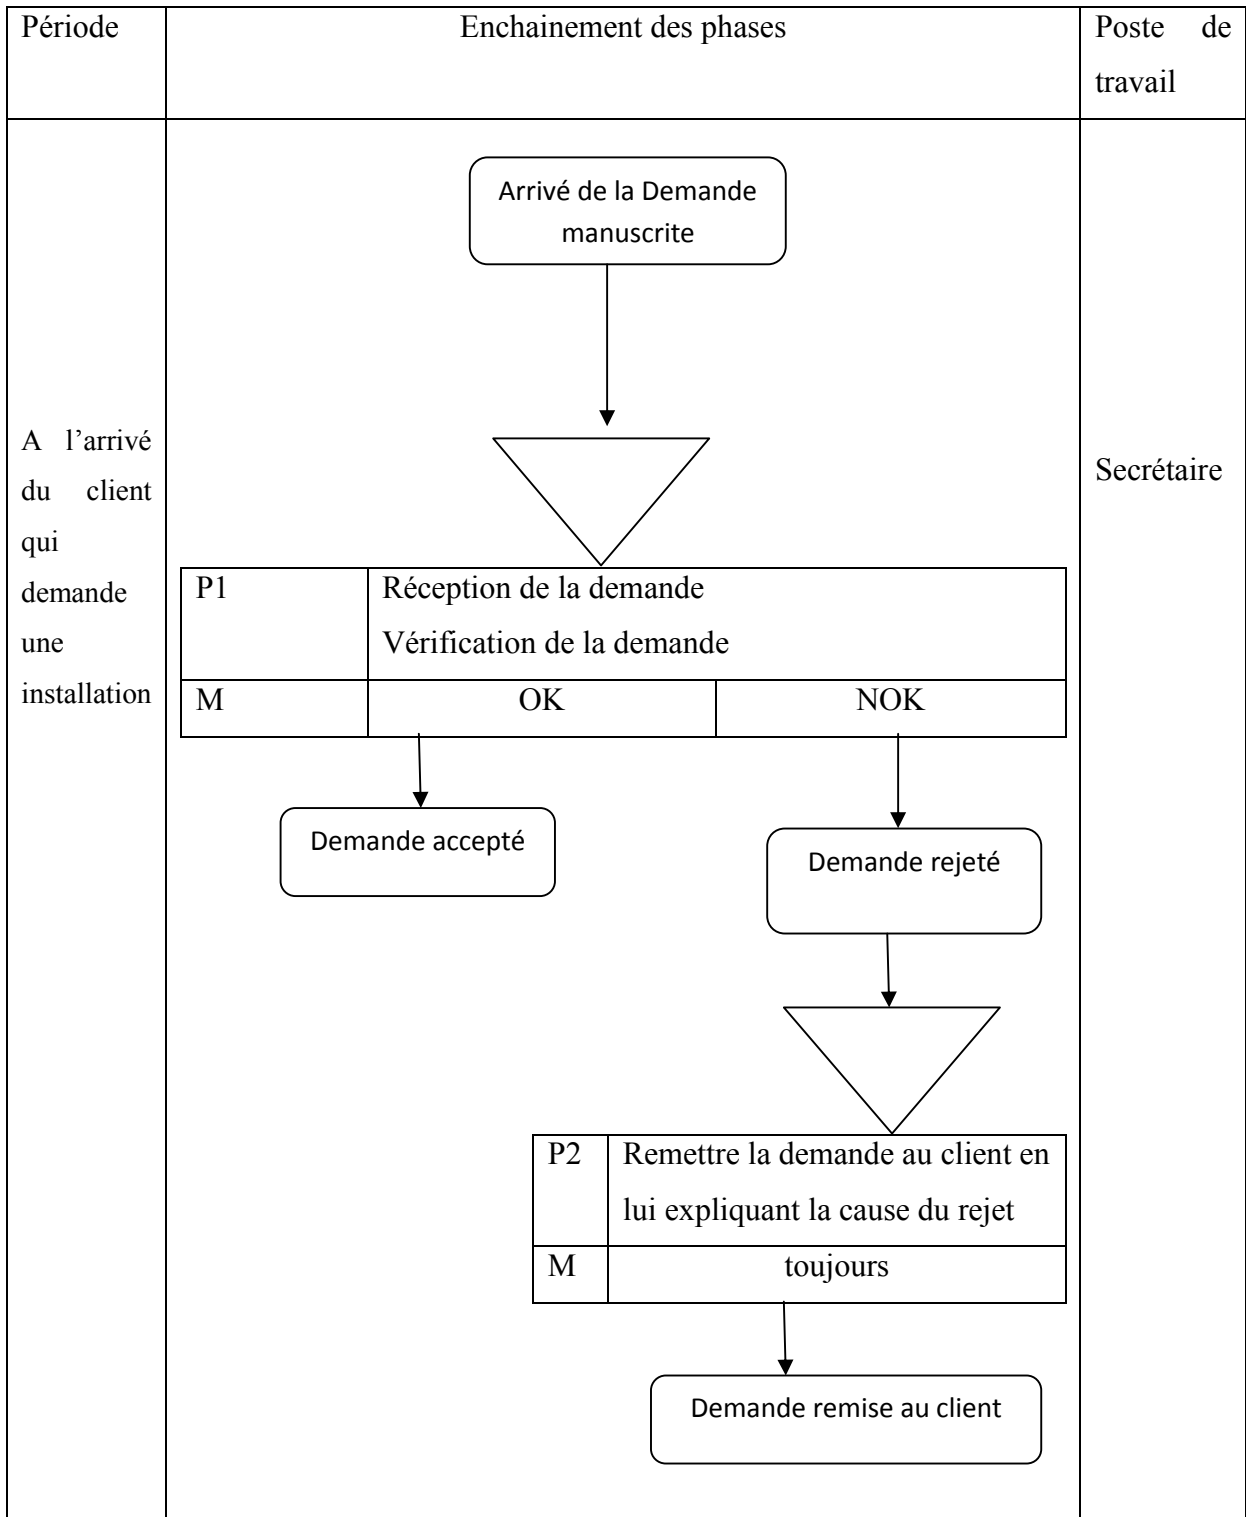 Période
Enchainement des phases
Poste de
travail
A l’arrivé
du client
qui
demande
une
installation
Arrivé de la Demande
manuscrite
P1
Réception de la demande
Vérification de la demande
M
OK
NOK
Demande accepté
Demande rejeté
P2
Remettre la demande au client en
lui expliquant la cause du rejet
M
toujours
Demande remise au client
Secrétaire